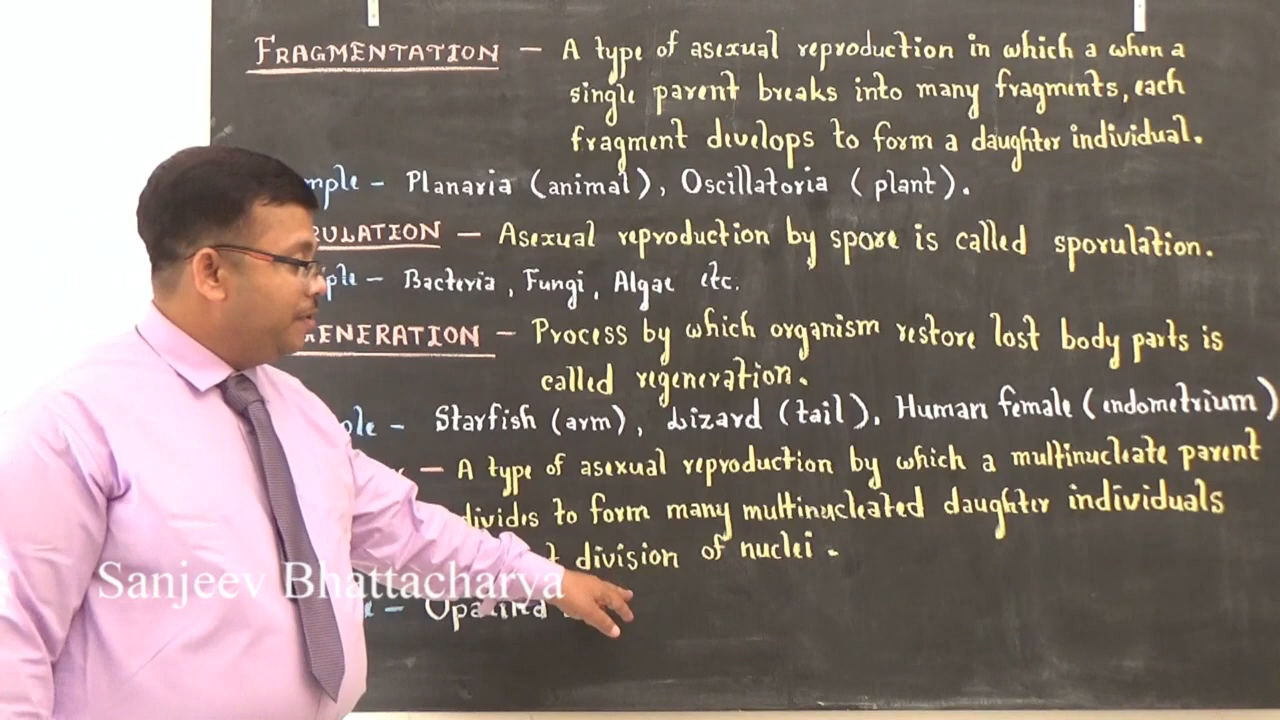 FRAGMENTATION – A type of asexual reproduction in which a when a
single parent breaks into many fragments, each
fragment develops to form a daughter individual.
mple – Planaria (animal), Oscillatoria (plant).
RULATION – Asexual reproduction by spore is called sporulation.
ple – Bacteria, Fungi, Algae etc.
GENERATION – Process by which organism restore lost body parts is
called regeneration.
ple – Starfish (arm), Lizard (tail), Human female (endometrium)
– A type of asexual reproduction by which a multinucleate parent
divides to form many multinucleated daughter individuals
division of nuclei.
Sanjeev Bhattacharya
– Opalina